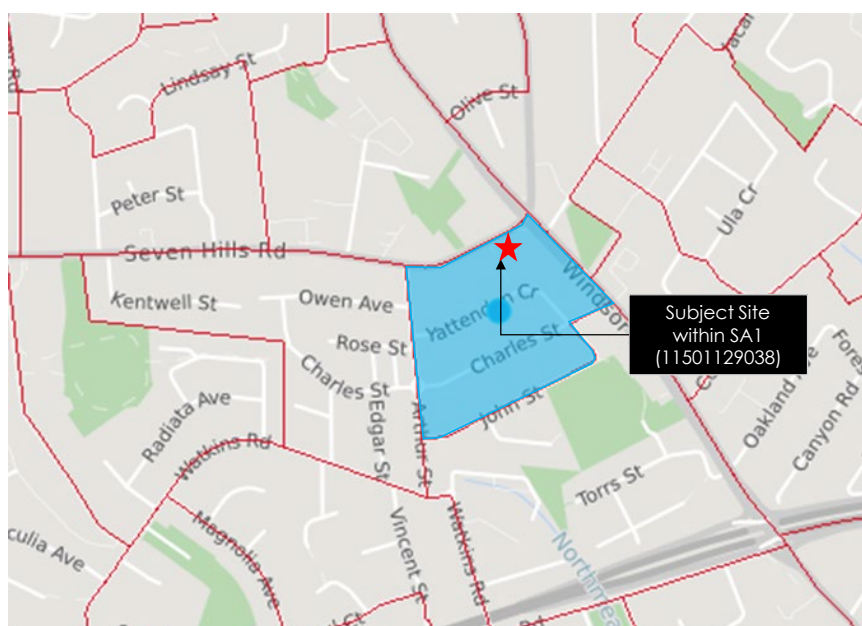 Lindsay St
Olive St
Peter St
Ula Cr
Seven Hills Rd
Kentwell St
Owen Ave
Yattenden Cr
Windsor
Subject Site
within SA1
(11501129038)
Rose St
Charles St
Charles St
John St
Radiata Ave
Edgar St
Arthur St
Oakland Ave
Canyon Rd
Watkins Rd
Torrs St
culia Ave
Magnolia Ave
Vincent St
Watkins Rd
Northmea
Rd